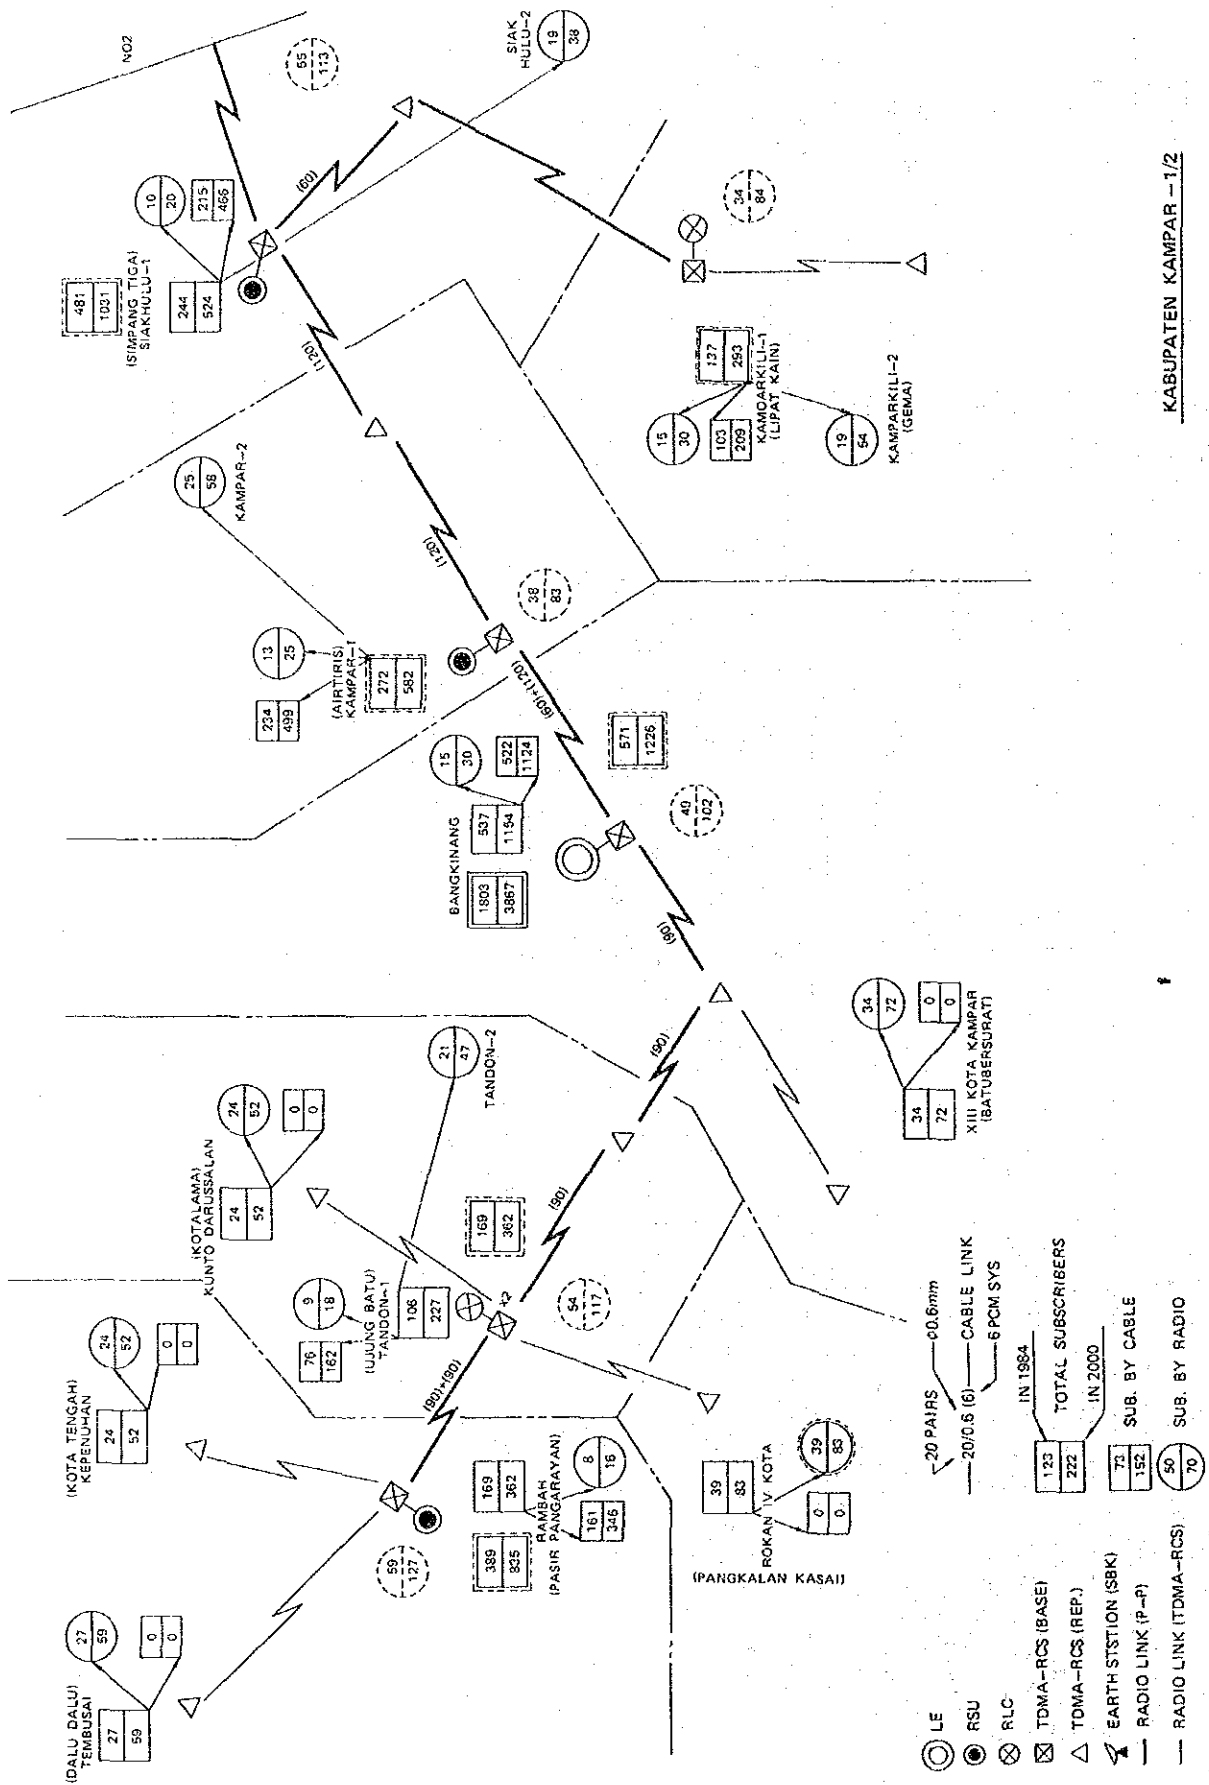 (DALU DALU)
TEMBUSAI
27
59
27
59
0
0
(KOTA TENGAH)
KEPENUHAN
24
52
24
52
0
0
(KOTALAMA)
KUNTO DARUSSALAN
24
52
24
52
0
0
59
127
389
835
169
362
RAMBAH
(PASIR PANGARAYAN)
8
16
161
346
(90)+(90)
9
18
76
162
(UJUNG BATU)
TANDON-1
106
227
21
47
TANDON-2
169
362
54
117
(90)
(90)
39
83
ROKAN IV KOTA
(PANGKALAN KASAI)
39
83
0
0
34
72
34
72
0
0
XIII KOTA KAMPAR
(BATUBERSURAT)
BANGKINANG
1803
3867
537
1154
15
30
522
1124
571
1226
49
102
(60)+(120)
234
499
13
25
(AIRTIRIS)
KAMPAR-1
272
582
25
58
KAMPAR-2
38
83
(120)
(120)
481
1031
(SIMPANG TIGA)
SIAKHULU-1
244
524
10
20
215
466
(60)
NO2
55
113
SIAK
HULU-2
19
38
34
84
137
293
KAMOARKILI-1
(LIPAT KAIN)
15
30
103
209
19
54
KAMPARKILI-2
(GEMA)
LE
RSU
RLC
TDMA-RCS (BASE)
TDMA-RCS (REP.)
EARTH STSTION (SBK)
RADIO LINK (P-P)
RADIO LINK (TDMA-RCS)
20 PAIRS
0.6mm
20/0.6 (6)
CABLE LINK
6 PCM SYS
IN 1984
123
222
TOTAL SUBSCRIBERS
IN 2000
73
152
SUB. BY CABLE
50
70
SUB. BY RADIO
KABUPATEN KAMPAR - 1/2